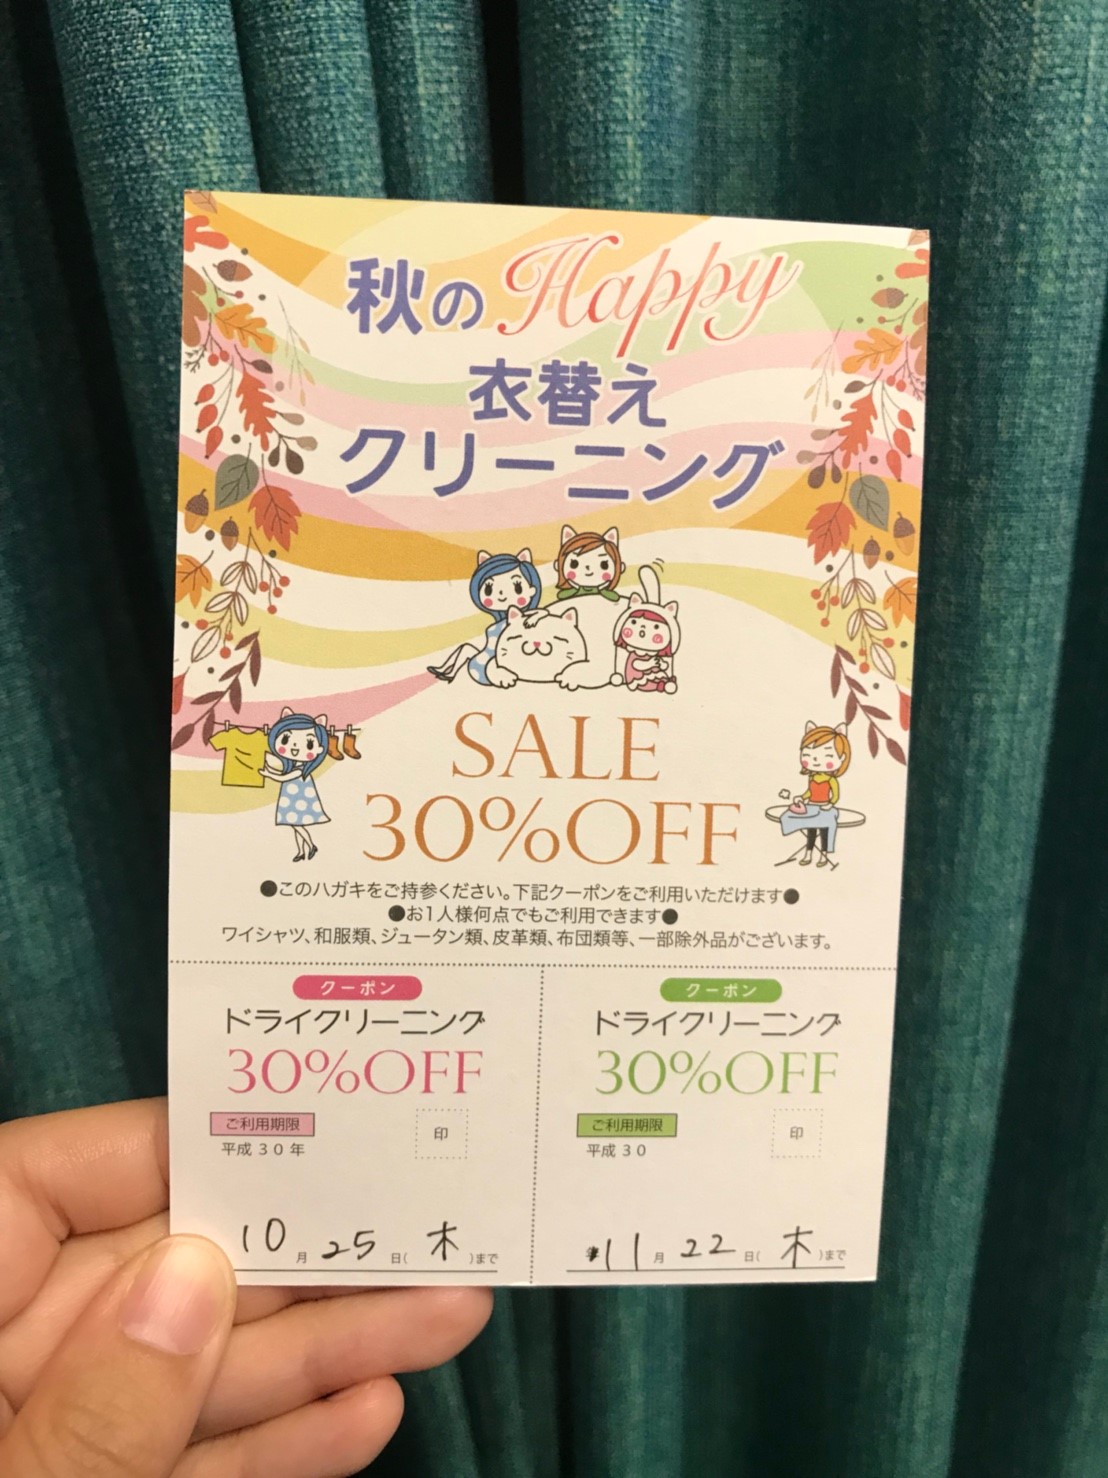 秋のHappy
衣替え
クリーニング
SALE
30%OFF
●このハガキをご持参ください。下記クーポンをご利用いただけます●
●お1人様何点でもご利用できます●
ワイシャツ、和服類、ジュータン類、皮革類、布団類等、一部除外品がございます。
クーポン
ドライクリーニング
30%OFF
ご利用期限
印
平成30年
10月25日(木)まで
クーポン
ドライクリーニング
30%OFF
ご利用期限
印
平成30
11月22日(木)まで